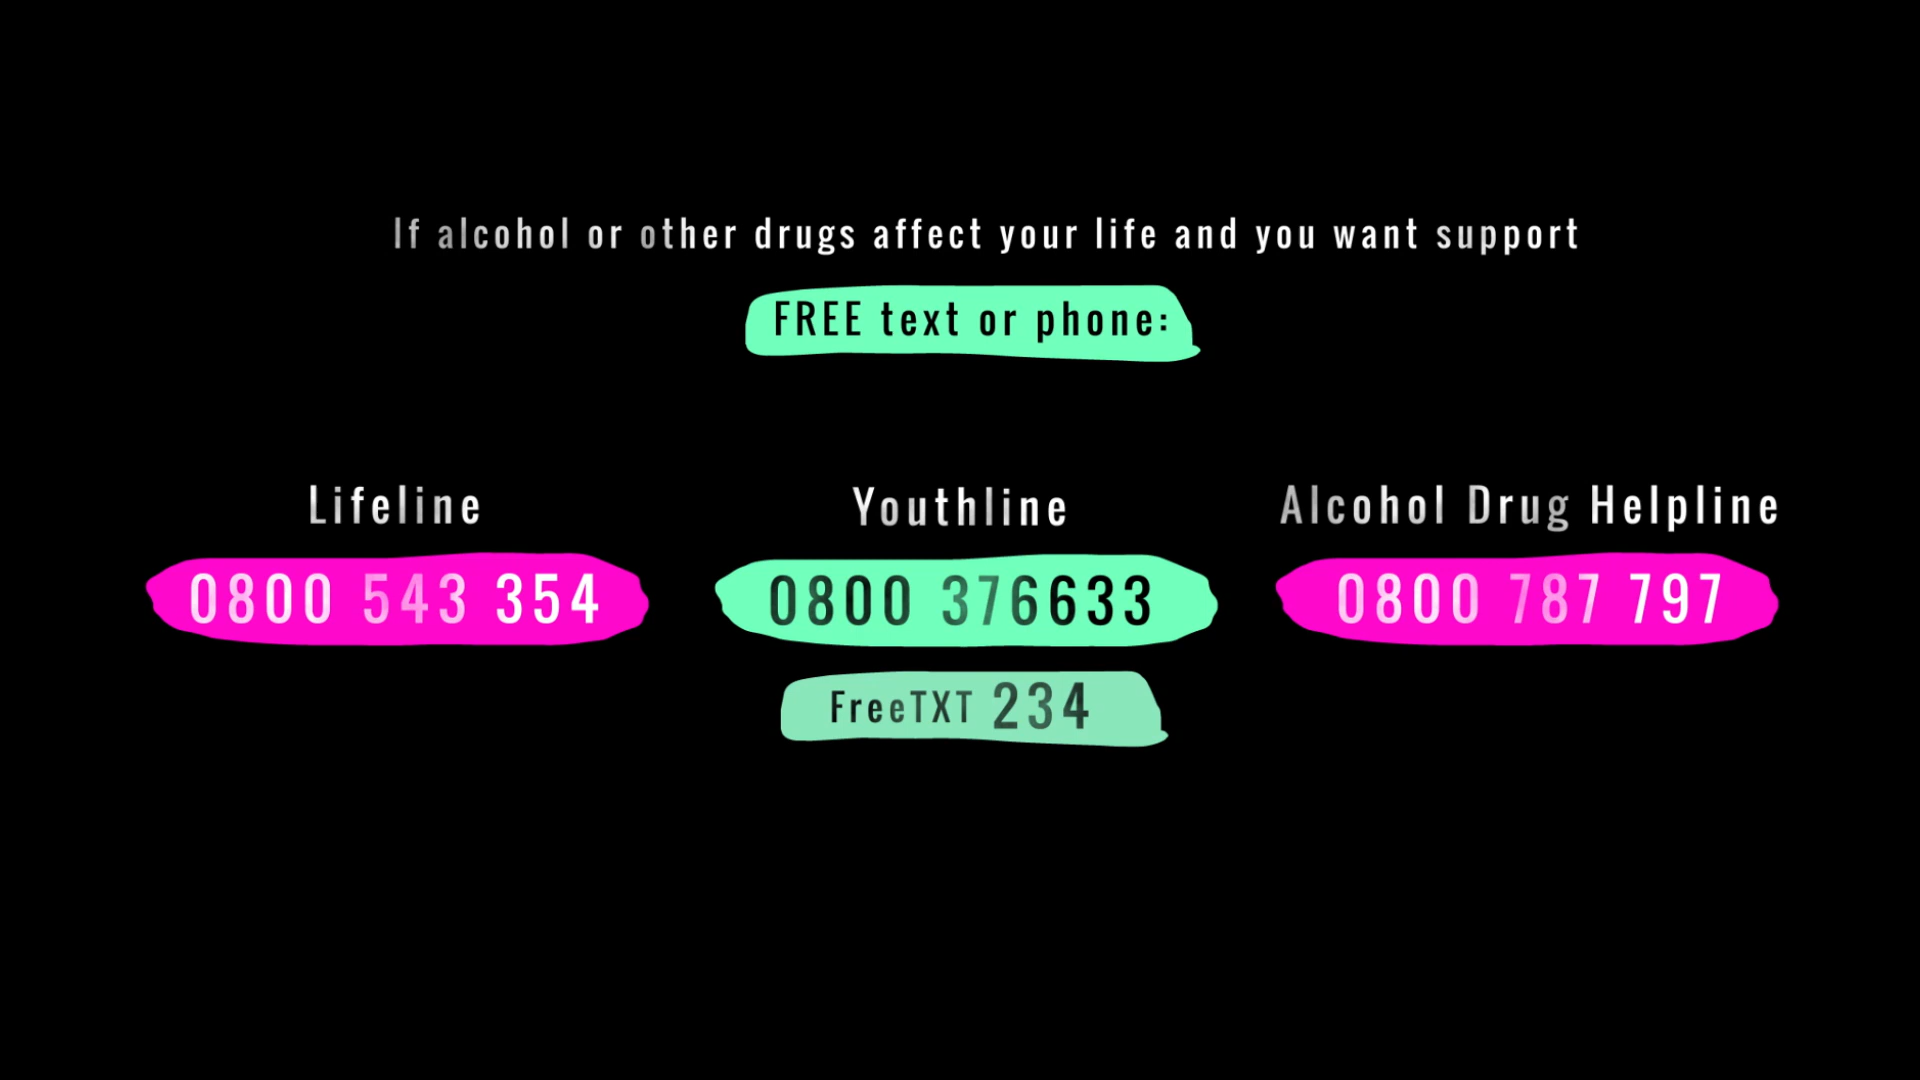 If alcohol or other drugs affect your life and you want support
FREE text or phone:
Lifeline
0800 543 354
Youthline
0800 376633
FreeTXT 234
Alcohol Drug Helpline
0800 787 797